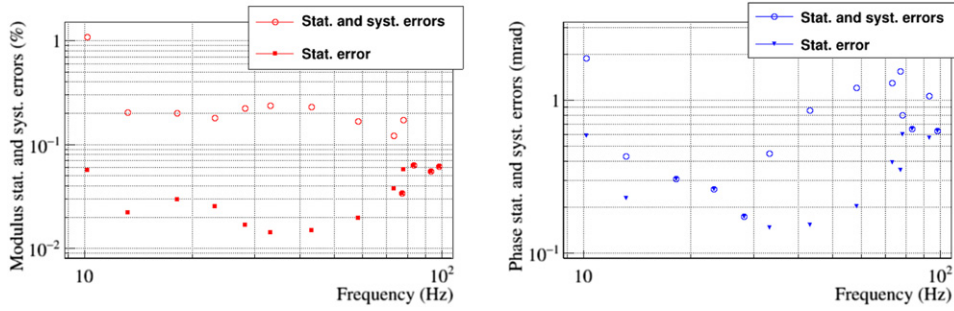 Modulus stat. and syst. errors (%)
1
10⁻¹
10⁻²
Stat. and syst. errors
Stat. error
10
10²
Frequency (Hz)
Phase stat. and syst. errors (mrad)
1
10⁻¹
Stat. and syst. errors
Stat. error
10
10²
Frequency (Hz)